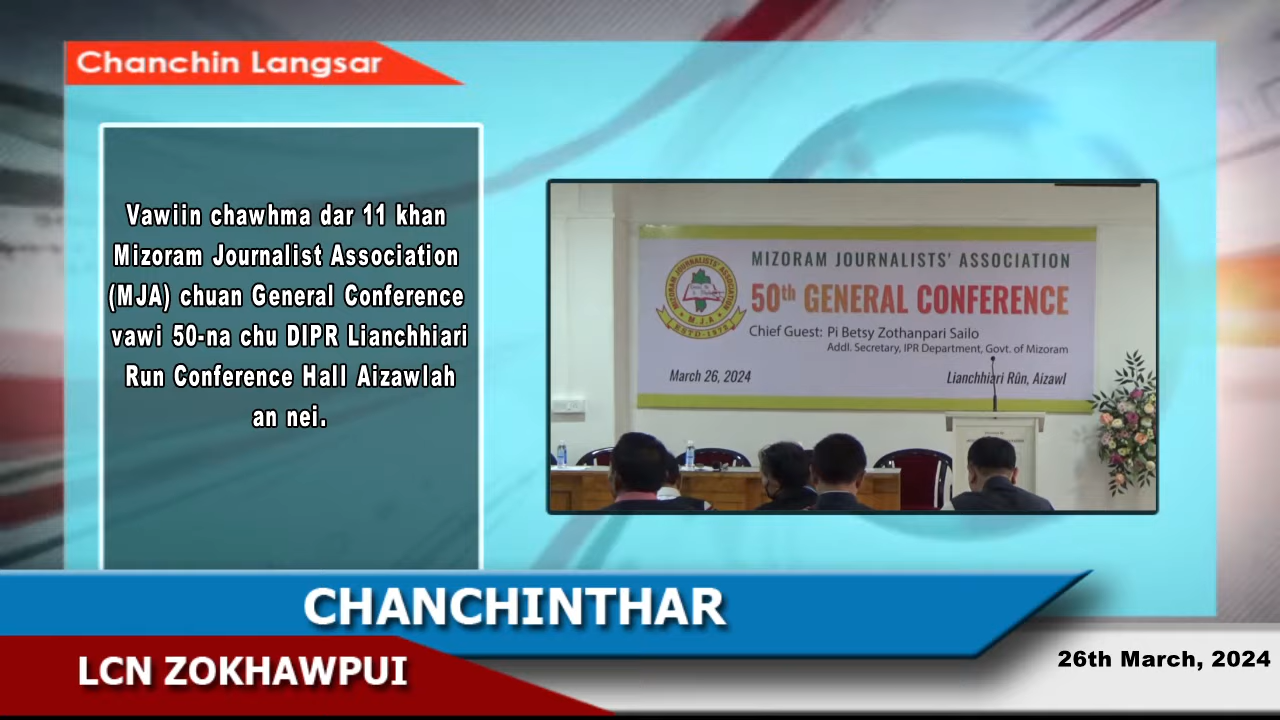 Chanchin Langsar
Vawiin chawhma dar 11 khan
Mizoram Journalist Association
(MJA) chuan General Conference
vawi 50-na chu DIPR Lianchhiari
Run Conference Hall Aizawlah
an nei.
MIZORAM JOURNALISTS' ASSOCIATION
50th GENERAL CONFERENCE
Chief Guest: Pi Betsy Zothanpari Sailo
Addl. Secretary, IPR Department, Govt. of Mizoram
March 26, 2024
Lianchhiari Rûn, Aizawl
MIZORAM JOURNALISTS' ASSOCIATION
M.J.A
CHANCHINTHAR
LCN ZOKHAWPUI
26th March, 2024